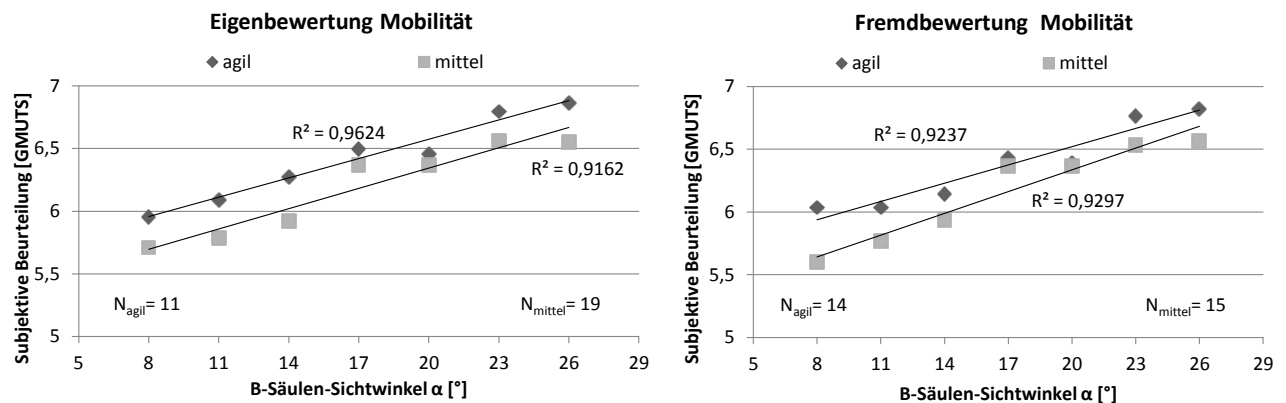 Eigenbewertung Mobilität
agil
mittel
Subjektive Beurteilung [GMUTS]
7
6,5
6
5,5
5
R² = 0,9624
R² = 0,9162
N_agil= 11
N_mittel= 19
5 8 11 14 17 20 23 26 29
B-Säulen-Sichtwinkel α [°]
Fremdbewertung Mobilität
agil
mittel
Subjektive Beurteilung [GMUTS]
7
6,5
6
5,5
5
R² = 0,9237
R² = 0,9297
N_agil= 14
N_mittel= 15
5 8 11 14 17 20 23 26 29
B-Säulen-Sichtwinkel α [°]